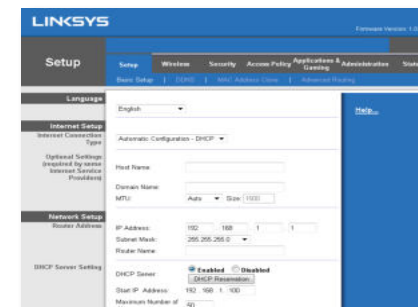 LINKSYS
Firmware Version: 1.0
Setup
Setup Wireless Security Access Policy Applications & Gaming Administration
Basic Setup | DDNS | MAC Address Clone | Advanced Routing
Language
English
Help...
Internet Setup
Internet Connection Type
Automatic Configuration - DHCP
Optional Settings
(required by some
Internet Service
Providers)
Host Name:
Domain Name:
MTU: Auto Size: 1500
Network Setup
Router Address
IP Address: 192 168 1 1
Subnet Mask: 255.255.255.0
Router Name:
DHCP Server Setting
DHCP Server: Enabled Disabled
DHCP Reservation
Start IP Address: 192 . 168 . 1 . 100
Maximum Number of
50